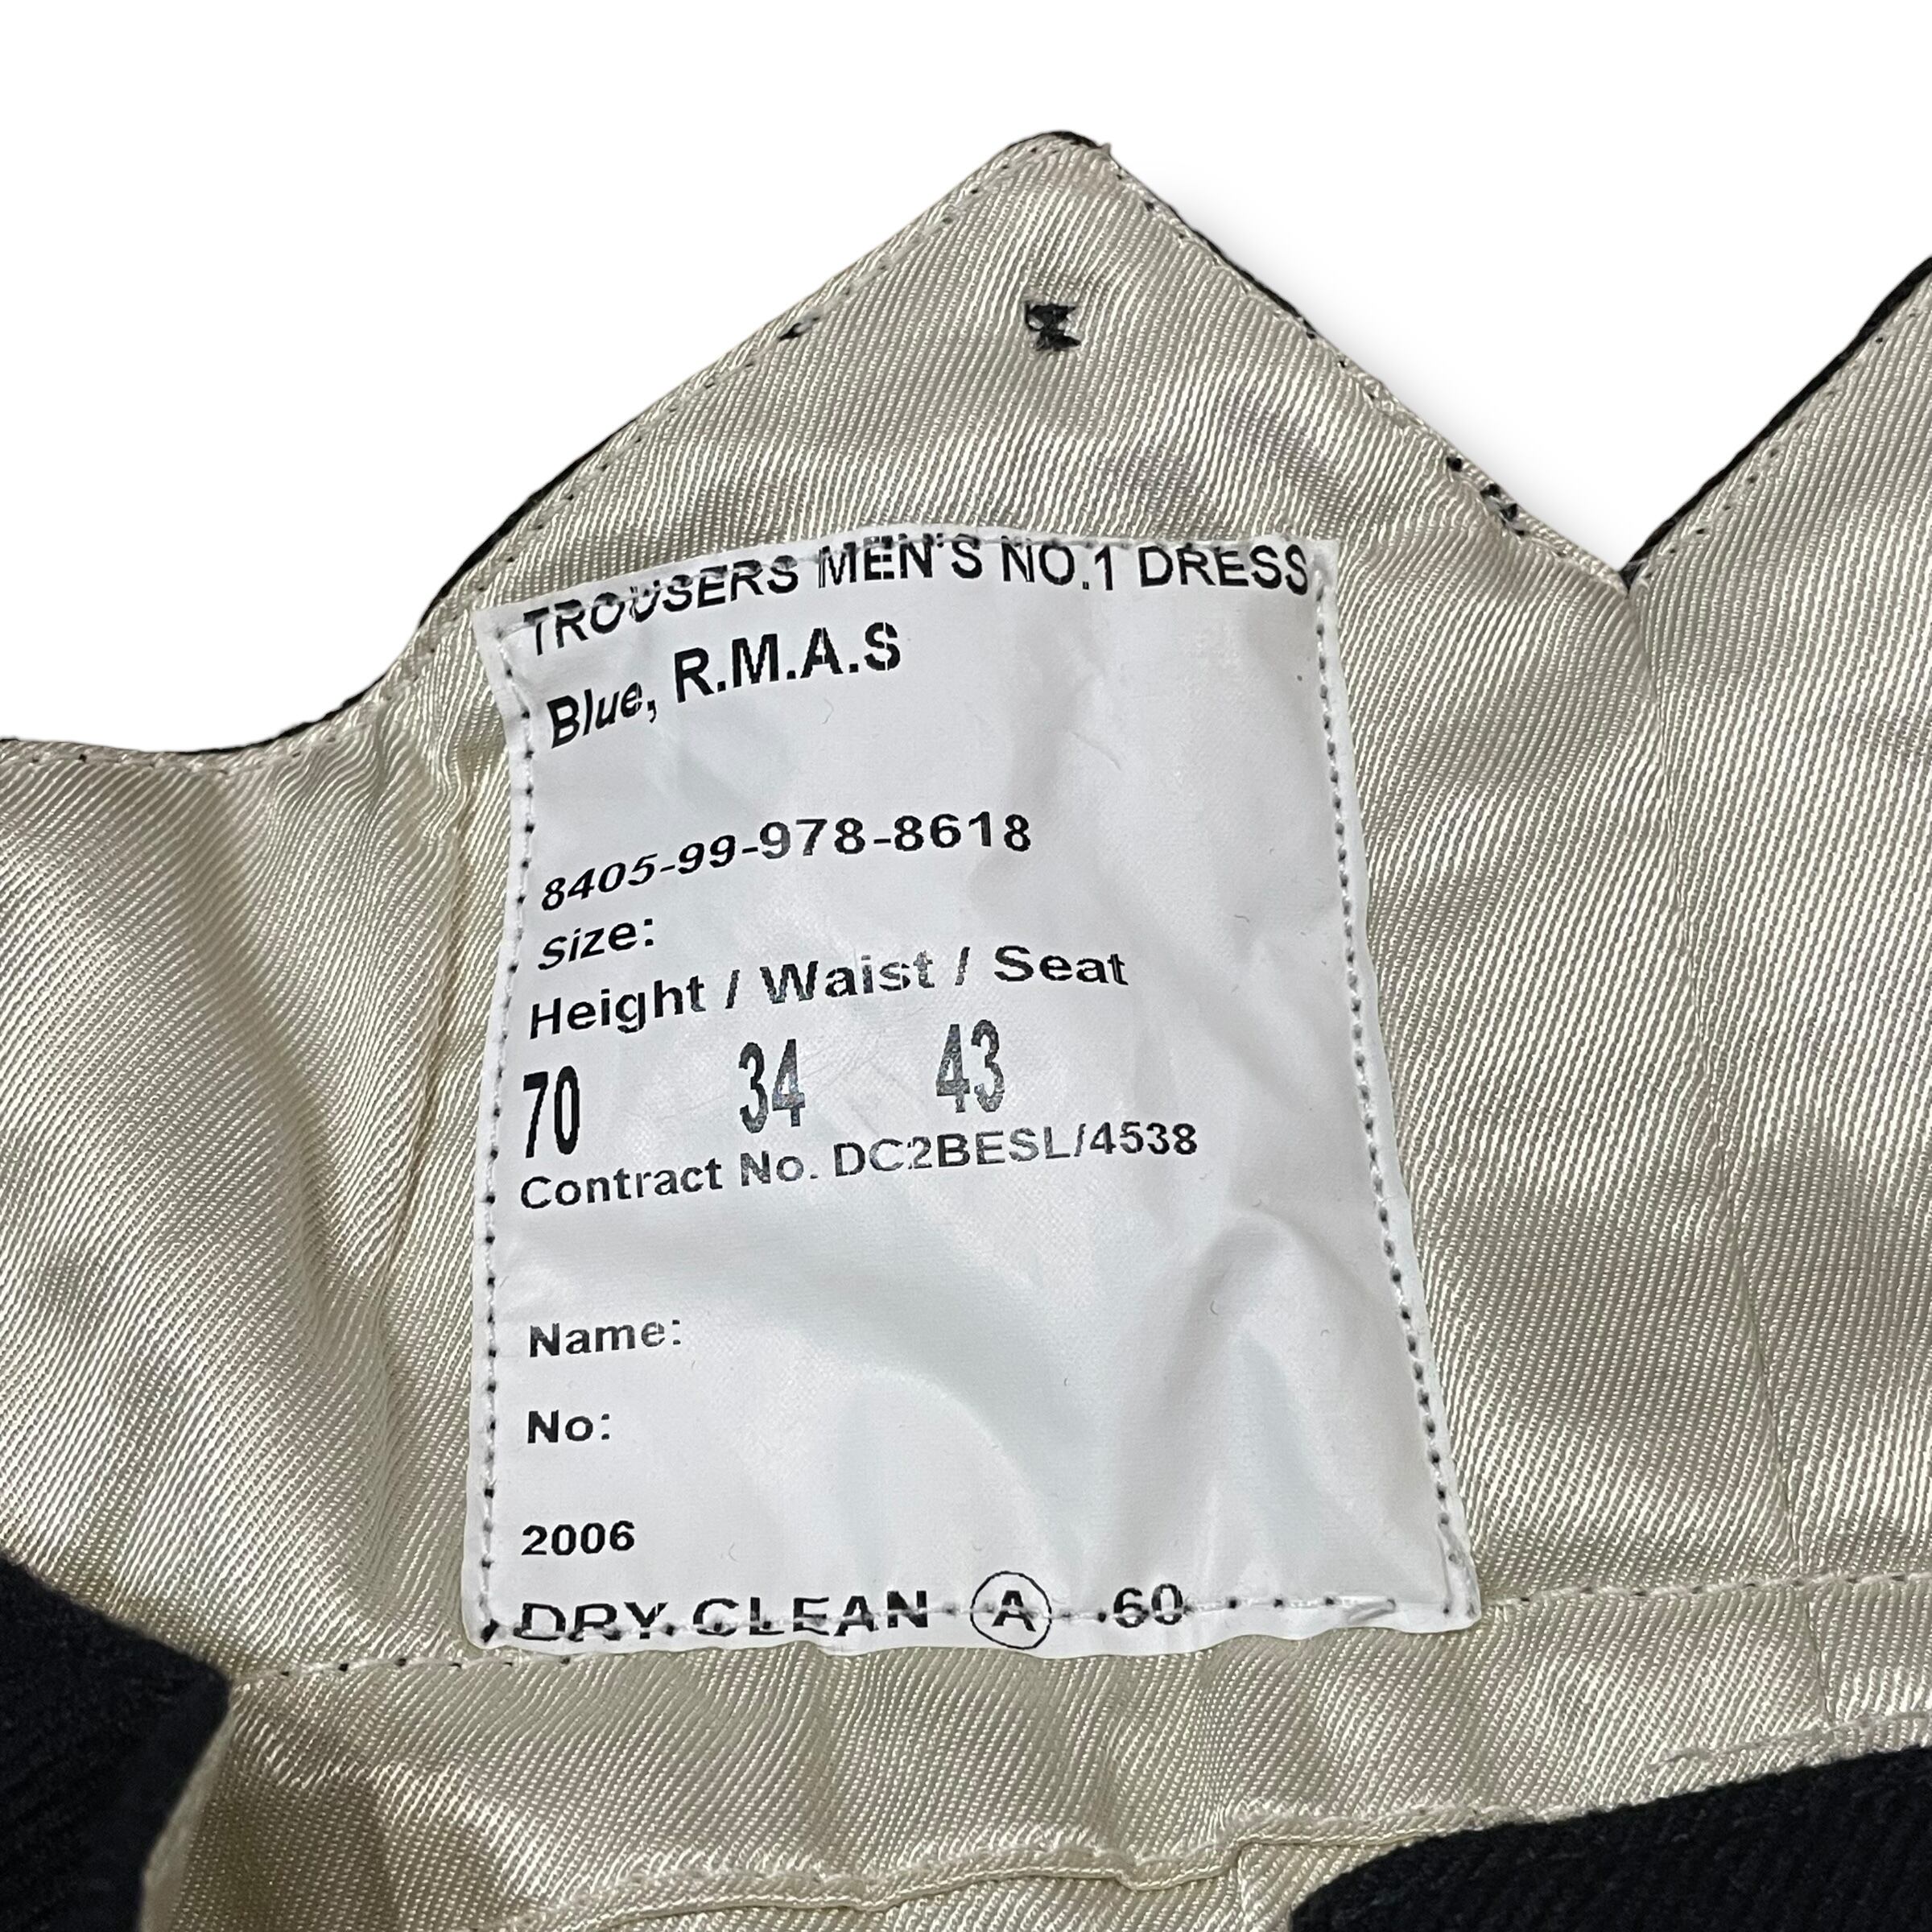 TROUSERS MEN'S NO.1 DRESS
Blue, R.M.A.S
8405-99-978-8618
Size:
Height / Waist / Seat
70 34 43
Contract No. DC2BESL/4538
Name:
No:
2006
DRY CLEAN A 60